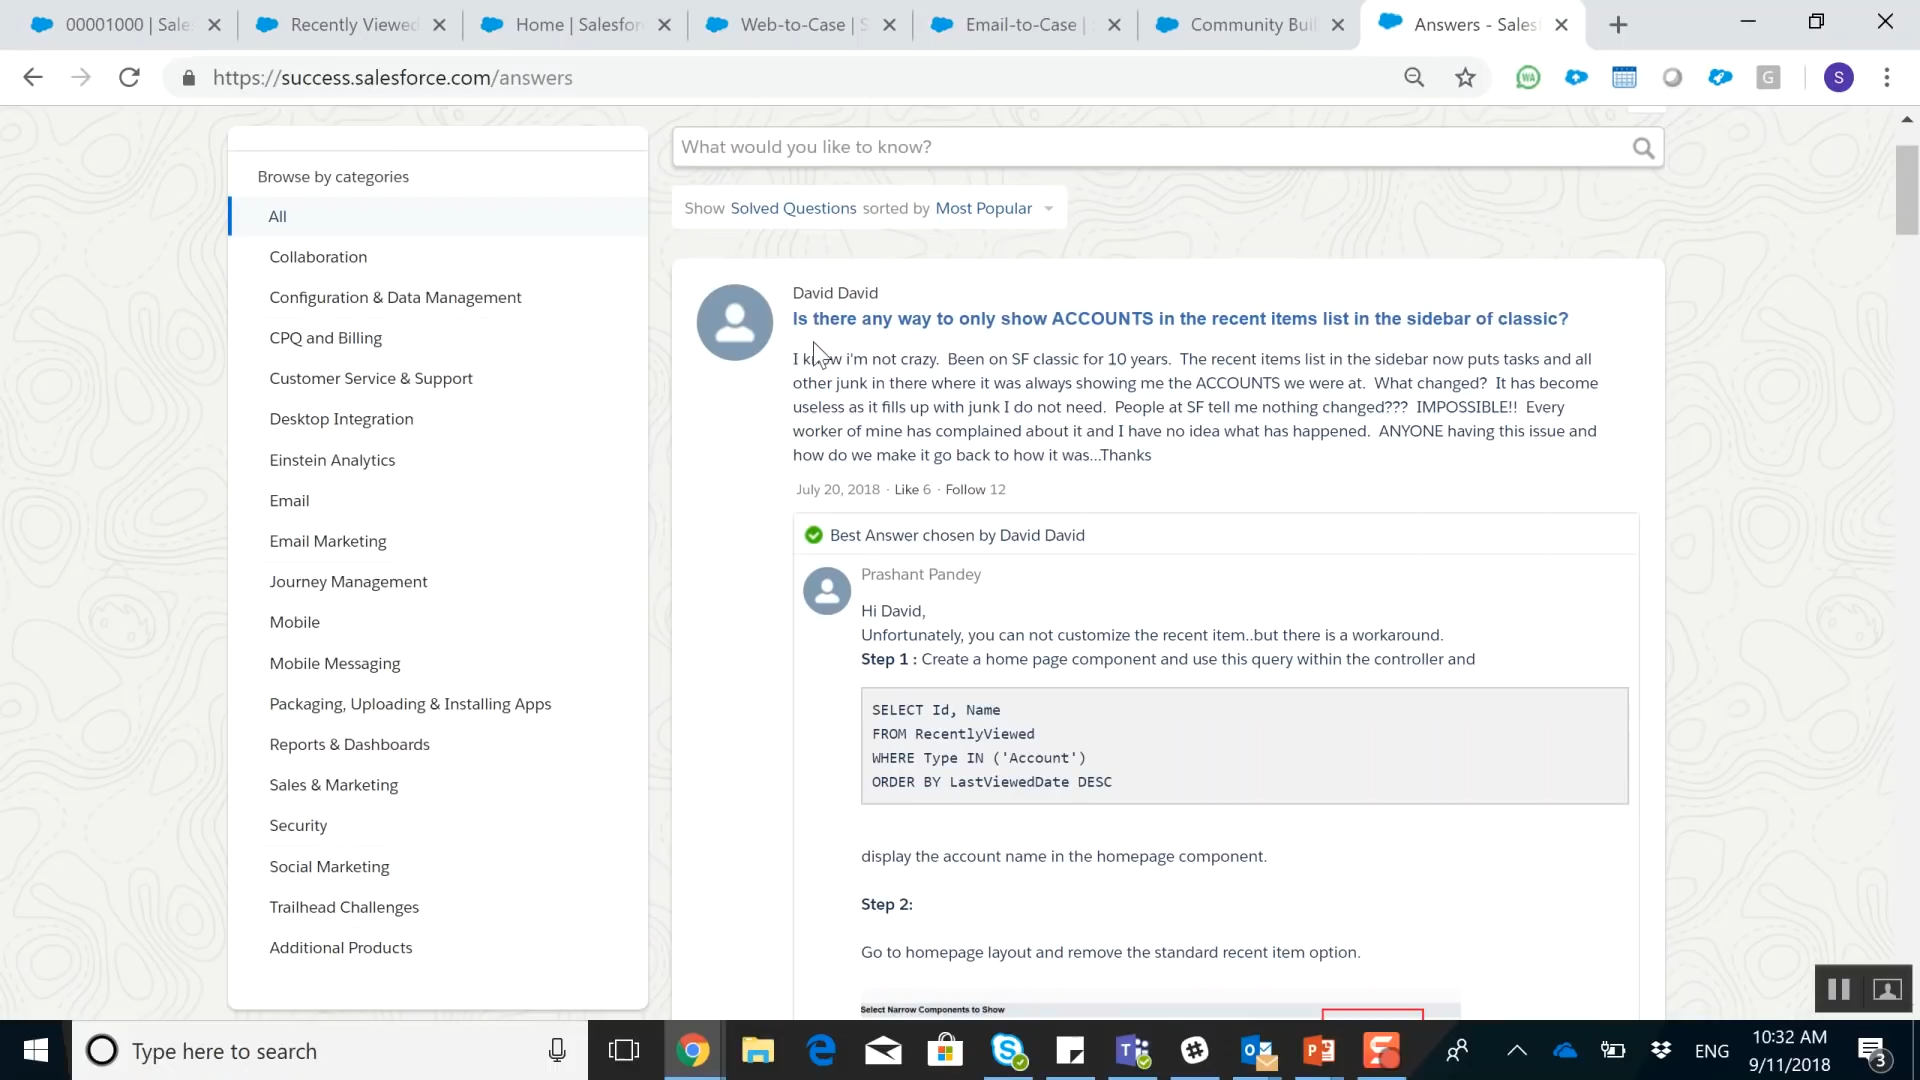 00001000 | Sale
Recently Viewed
Home | Salesfor
Web-to-Case | S
Email-to-Case |
Community Buil
Answers - Sales
https://success.salesforce.com/answers
WA
G
S
What would you like to know?
Show Solved Questions sorted by Most Popular
Browse by categories
All
Collaboration
Configuration & Data Management
CPQ and Billing
Customer Service & Support
Desktop Integration
Einstein Analytics
Email
Email Marketing
Journey Management
Mobile
Mobile Messaging
Packaging, Uploading & Installing Apps
Reports & Dashboards
Sales & Marketing
Security
Social Marketing
Trailhead Challenges
Additional Products
David David
Is there any way to only show ACCOUNTS in the recent items list in the sidebar of classic?
I know i'm not crazy. Been on SF classic for 10 years. The recent items list in the sidebar now puts tasks and all
other junk in there where it was always showing me the ACCOUNTS we were at. What changed? It has become
useless as it fills up with junk I do not need. People at SF tell me nothing changed??? IMPOSSIBLE!! Every
worker of mine has complained about it and I have no idea what has happened. ANYONE having this issue and
how do we make it go back to how it was...Thanks
July 20, 2018 · Like 6 · Follow 12
Best Answer chosen by David David
Prashant Pandey
Hi David,
Unfortunately, you can not customize the recent item..but there is a workaround.
Step 1 : Create a home page component and use this query within the controller and
SELECT Id, Name
FROM RecentlyViewed
WHERE Type IN ('Account')
ORDER BY LastViewedDate DESC
display the account name in the homepage component.
Step 2:
Go to homepage layout and remove the standard recent item option.
Select Narrow Components to Show
Type here to search
ENG
10:32 AM
9/11/2018
3